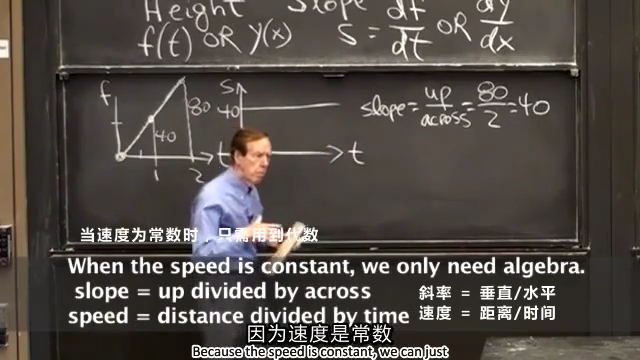 Height Slope
f(t) OR y(x) s = df/dt OR dy/dx
f
80
40
1 2 t
s
40
t
slope = up/across = 80/2 = 40
当速度为常数时，只需用到代数
When the speed is constant, we only need algebra.
slope = up divided by across
斜率 = 垂直/水平
speed = distance divided by time
速度 = 距离/时间
因为速度是常数
Because the speed is constant, we can just